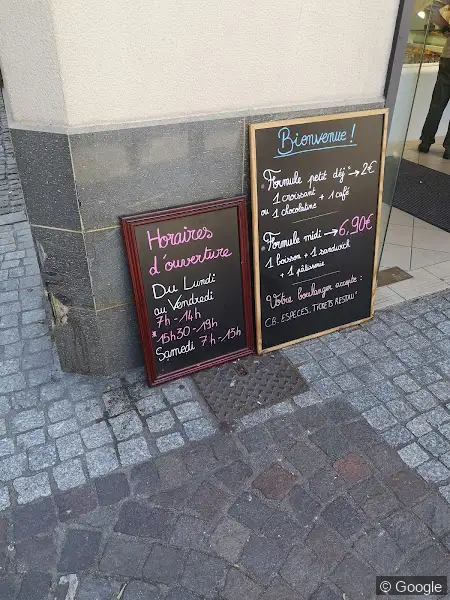 Horaires
d'ouverture
Du Lundi
au Vendredi
7h - 14h
*15h30 - 19h
Samedi 7h - 15h
Bienvenue !
Formule petit déj" → 2€
1 croissant + 1 café
ou 1 chocolatine
Formule midi → 6,90€
1 boisson + 1 sandwich
+ 1 pâtisserie
Votre boulanger accepte :
C.B, ESPECES, TICKETS RESTAU"
© Google